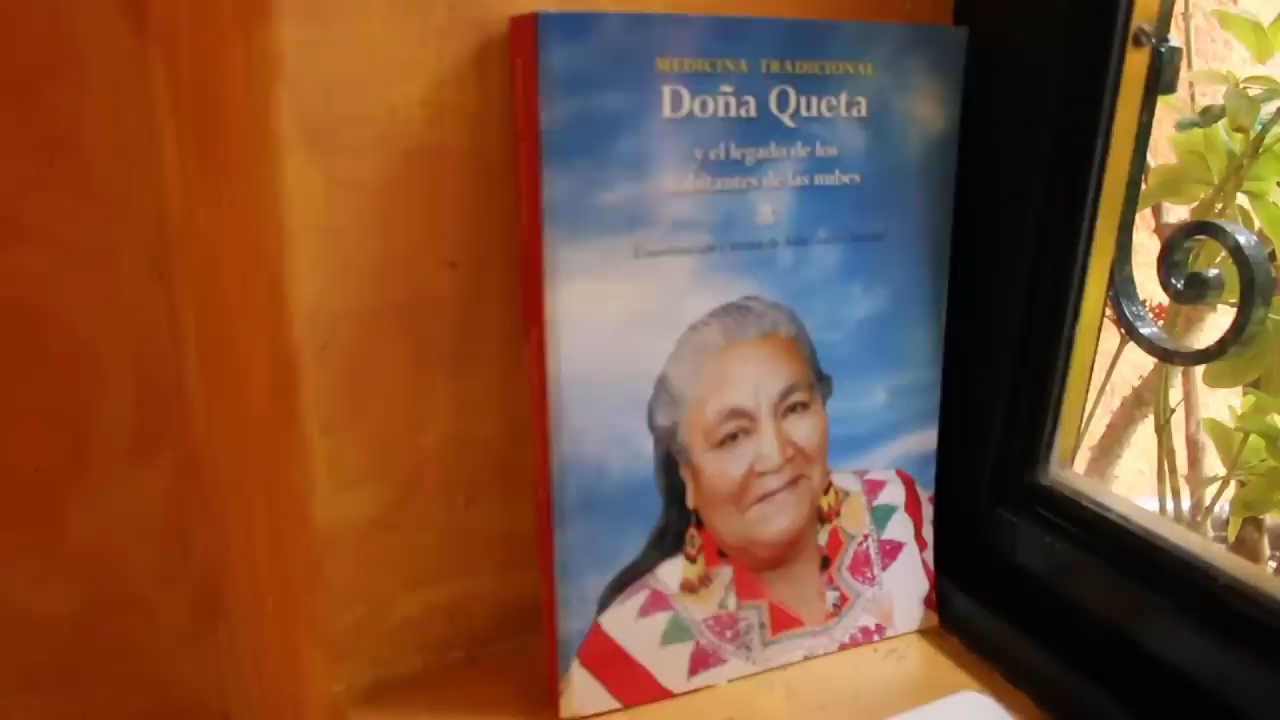 MEDICINA TRADICIONAL
Doña Queta
y el legado de los
habitantes de las nubes